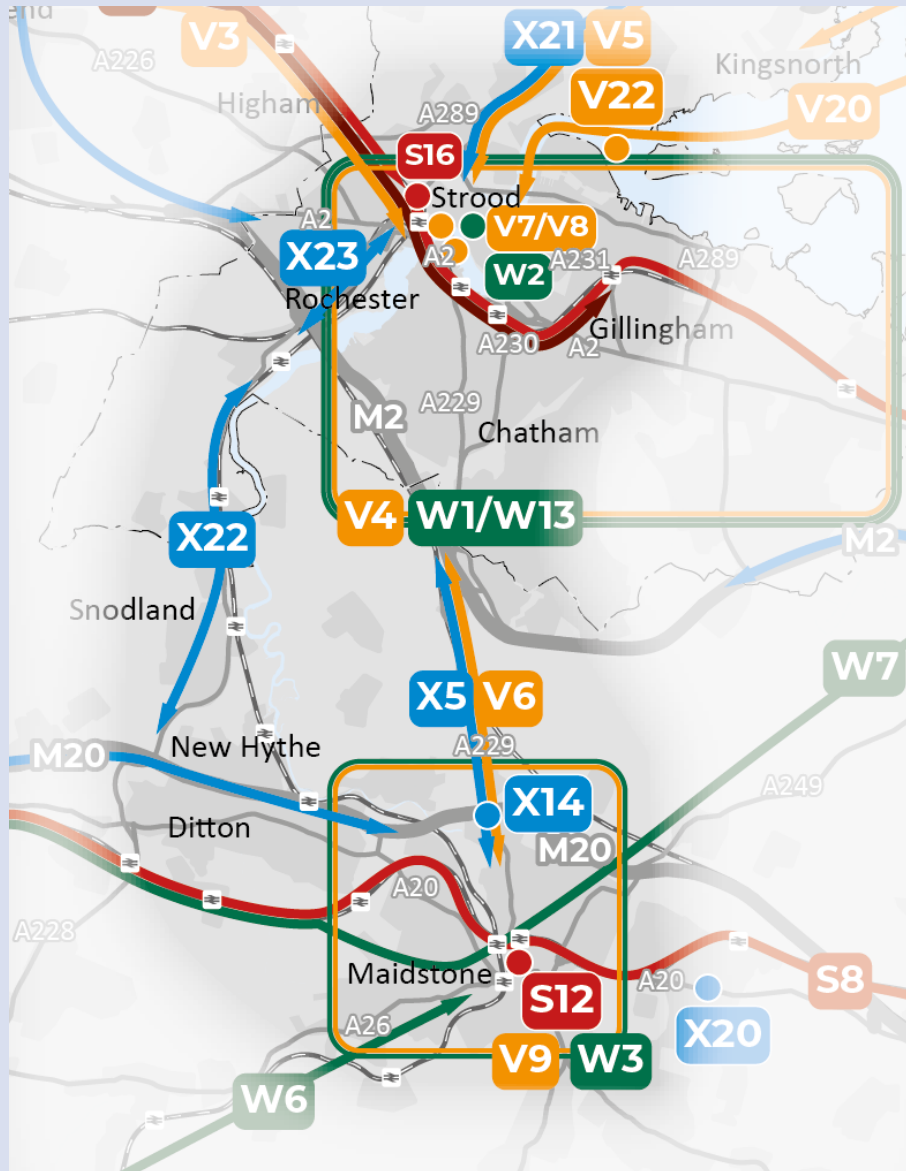 end
V3
X21
V5
A226
Kingsnorth
V22
V20
Higham
A289
S16
Strood
A2
V7/V8
X23
A2
A231
A289
W2
Rochester
Gillingham
A230
A2
A229
M2
Chatham
V4
W1/W13
X22
M2
Snodland
W7
X5
V6
New Hythe
A229
M20
A249
X14
Ditton
M20
A20
A228
Maidstone
A20
S8
S12
A26
X20
V9
W3
W6